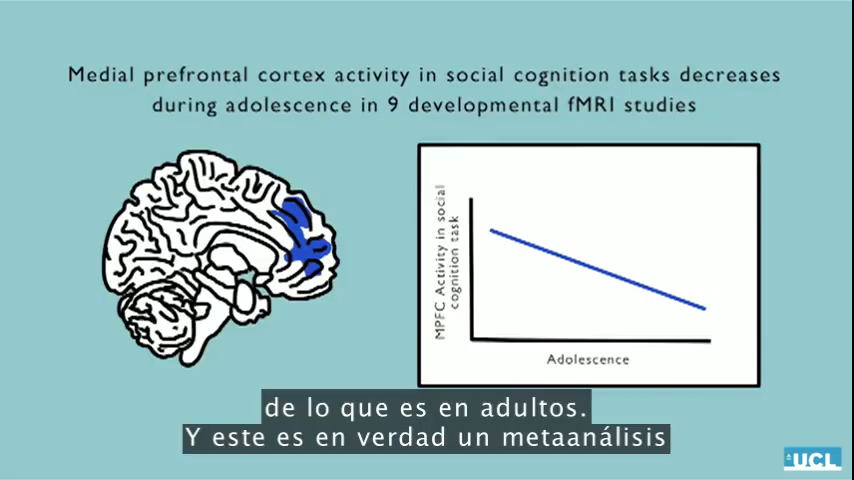 Medial prefrontal cortex activity in social cognition tasks decreases
during adolescence in 9 developmental fMRI studies
MPFC Activity in social
cognition task
Adolescence
de lo que es en adultos.
Y este es en verdad un metaanálisis
UCL